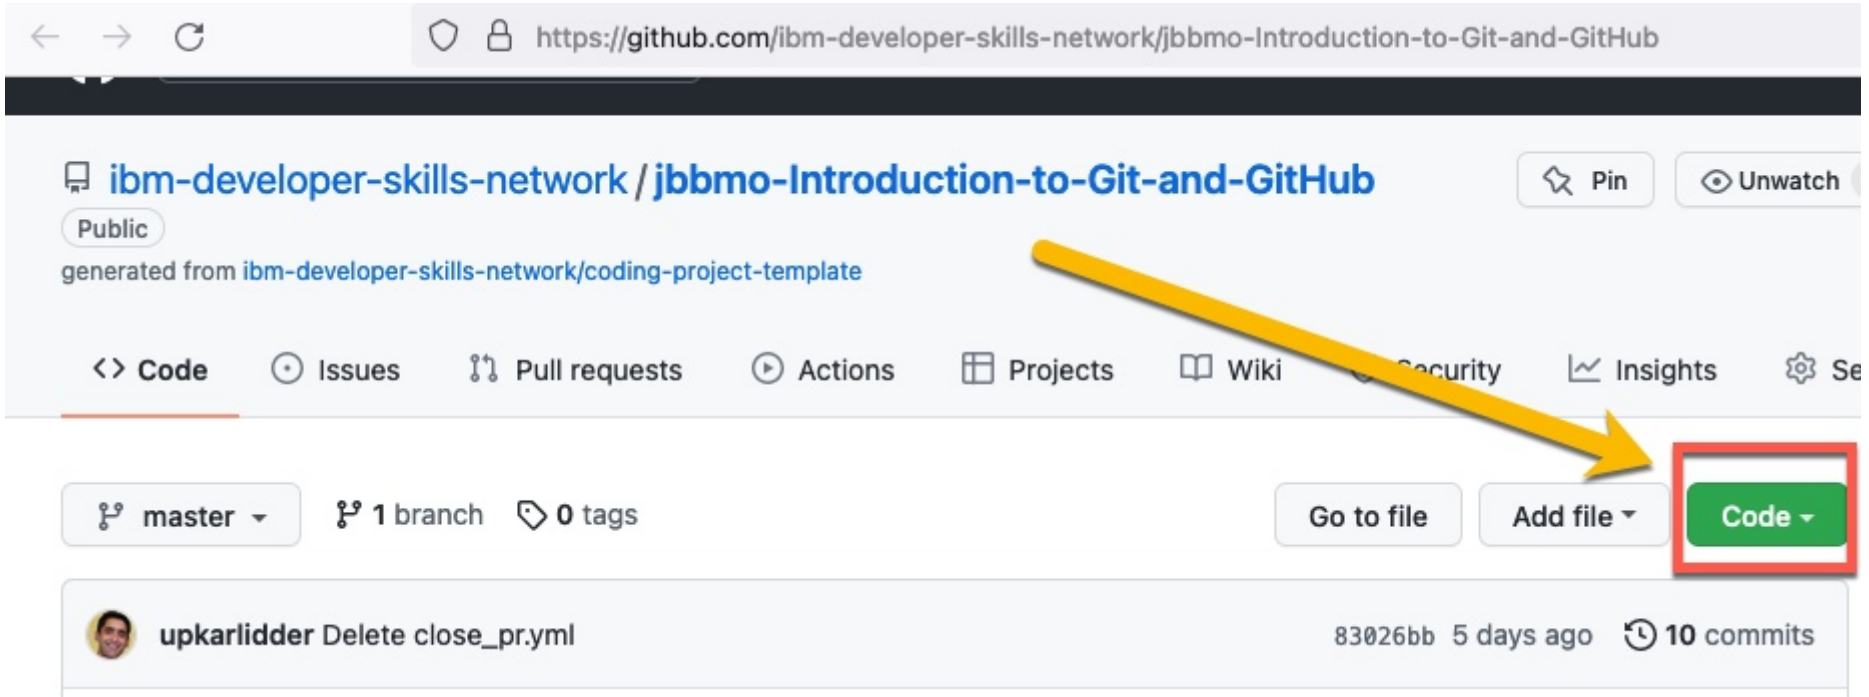 https://github.com/ibm-developer-skills-network/jbbmo-Introduction-to-Git-and-GitHub
ibm-developer-skills-network / jbbmo-Introduction-to-Git-and-GitHub Pin Unwatch
Public
generated from ibm-developer-skills-network/coding-project-template
<> Code Issues Pull requests Actions Projects Wiki Security Insights Se
master 1 branch 0 tags Go to file Add file Code
upkarlidder Delete close_pr.yml 83026bb 5 days ago 10 commits